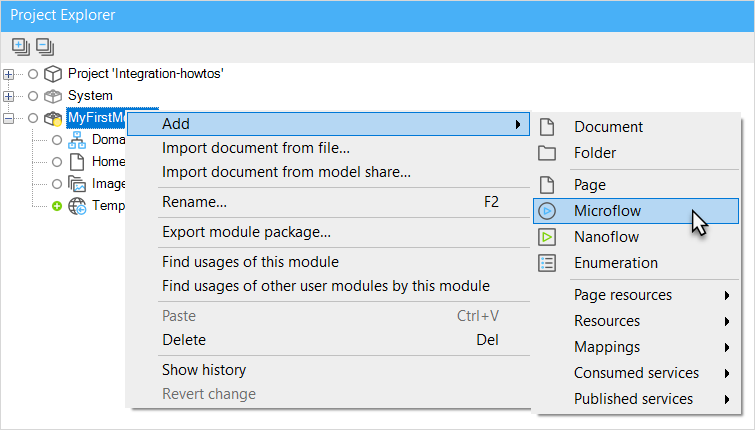 Project Explorer
Project 'Integration-howtos'
System
MyFirstM
Doma
Home
Image
Temp
Add
Import document from file...
Import document from model share...
Rename... F2
Export module package...
Find usages of this module
Find usages of other user modules by this module
Paste Ctrl+V
Delete Del
Show history
Revert change
Document
Folder
Page
Microflow
Nanoflow
Enumeration
Page resources
Resources
Mappings
Consumed services
Published services